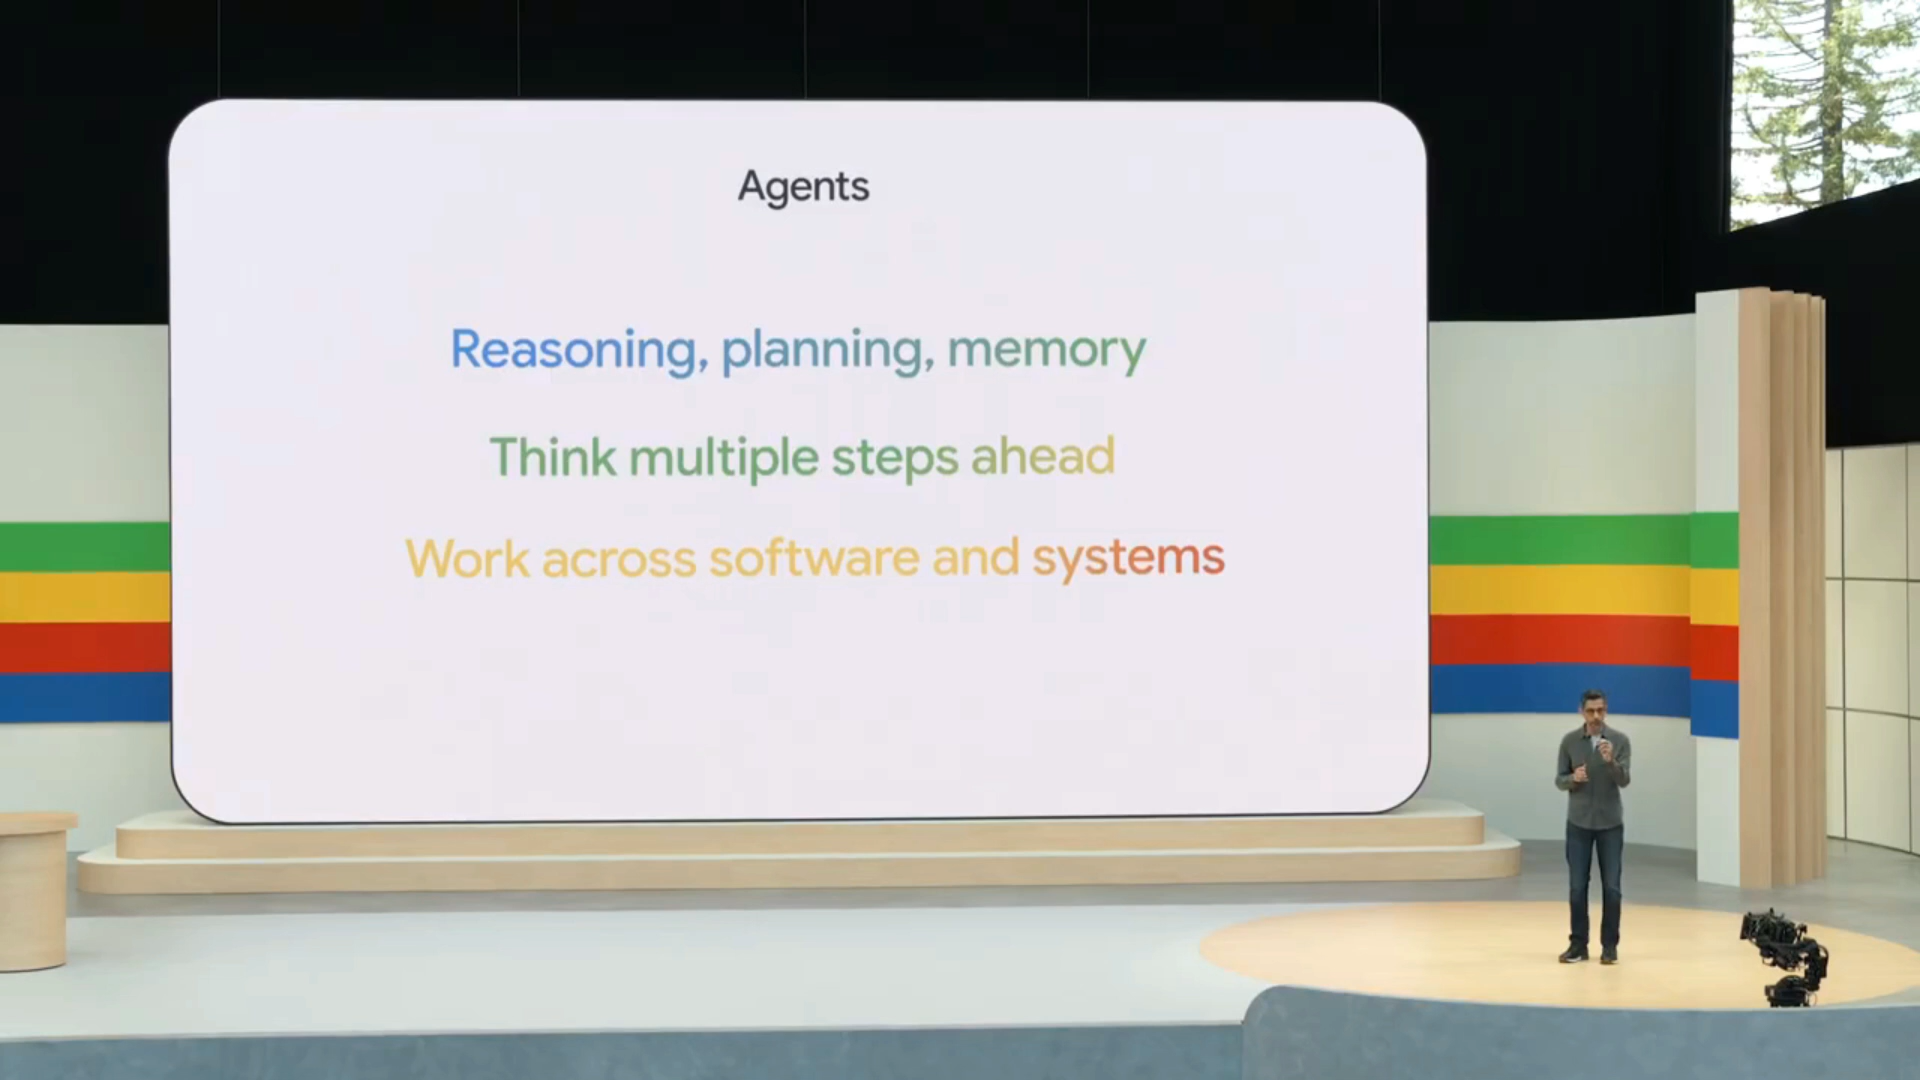 Agents
Reasoning, planning, memory
Think multiple steps ahead
Work across software and systems